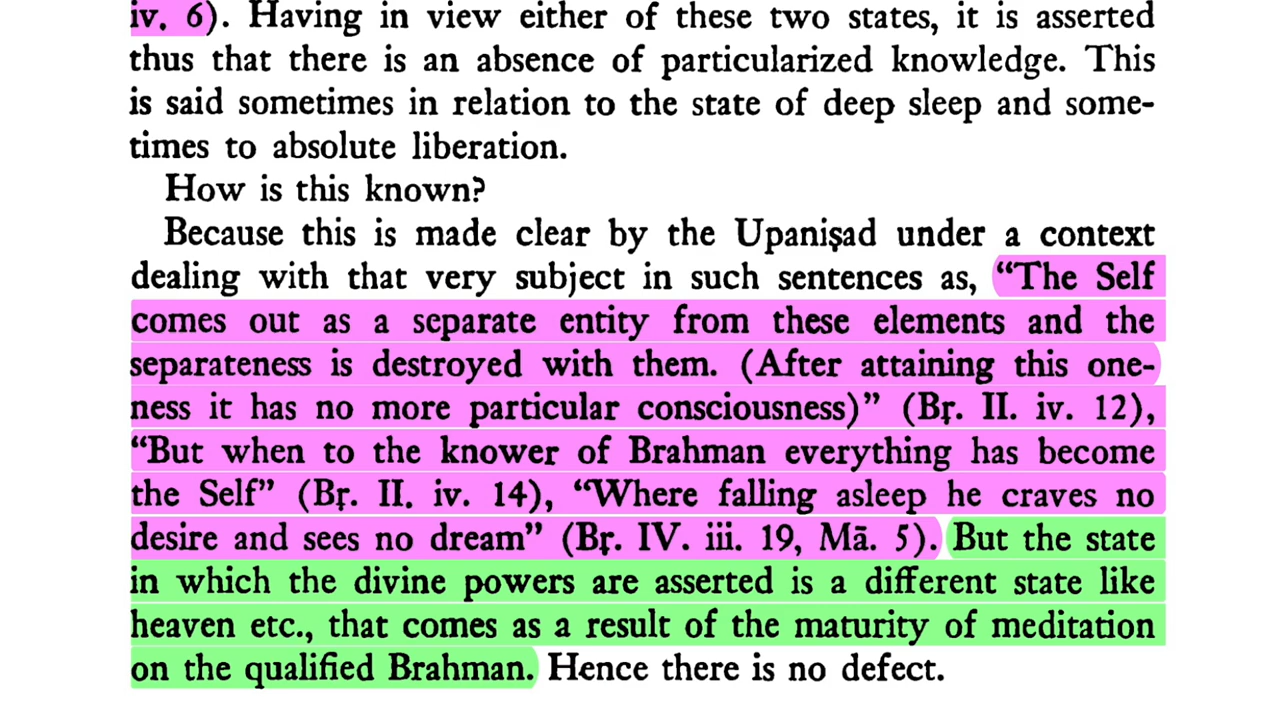 iv. 6). Having in view either of these two states, it is asserted
thus that there is an absence of particularized knowledge. This
is said sometimes in relation to the state of deep sleep and some-
times to absolute liberation.
How is this known?
Because this is made clear by the Upaniṣad under a context
dealing with that very subject in such sentences as, “The Self
comes out as a separate entity from these elements and the
separateness is destroyed with them. (After attaining this one-
ness it has no more particular consciousness)” (Bṛ. II. iv. 12),
“But when to the knower of Brahman everything has become
the Self” (Bṛ. II. iv. 14), “Where falling asleep he craves no
desire and sees no dream” (Bṛ. IV. iii. 19, Mā. 5). But the state
in which the divine powers are asserted is a different state like
heaven etc., that comes as a result of the maturity of meditation
on the qualified Brahman. Hence there is no defect.